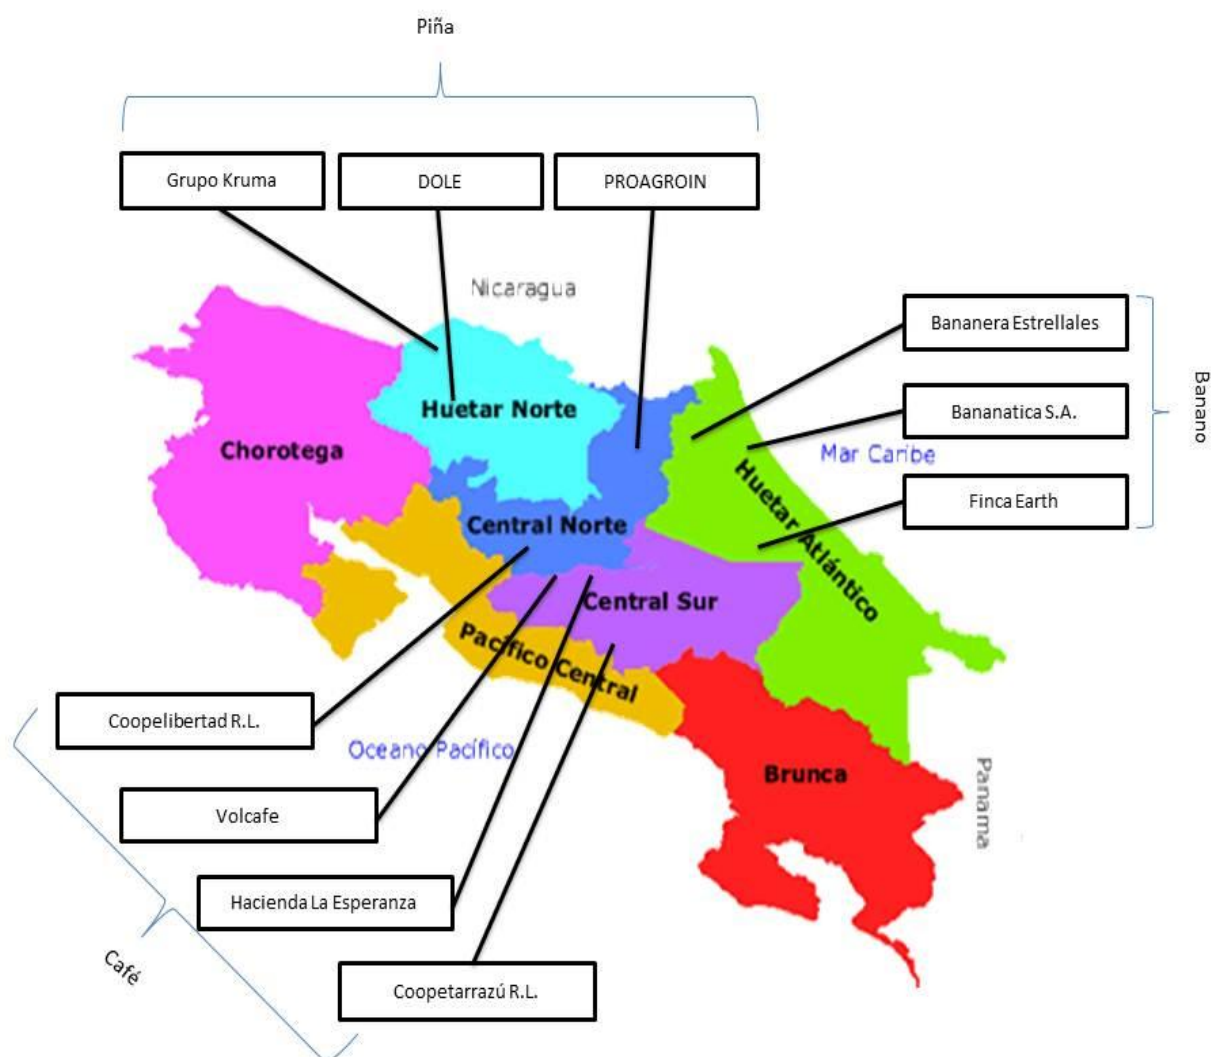 Piña
Grupo Kruma
DOLE
PROAGROIN
Nicaragua
Bananera Estrellales
Bananatica S.A.
Finca Earth
Banano
Mar Caribe
Huetar Norte
Chorotega
Huetar Atlántico
Central Norte
Central Sur
Pacífico Central
Coopelibertad R.L.
Oceano Pacífico
Brunca
Panama
Volcafe
Hacienda La Esperanza
Café
Coopetarrazú R.L.